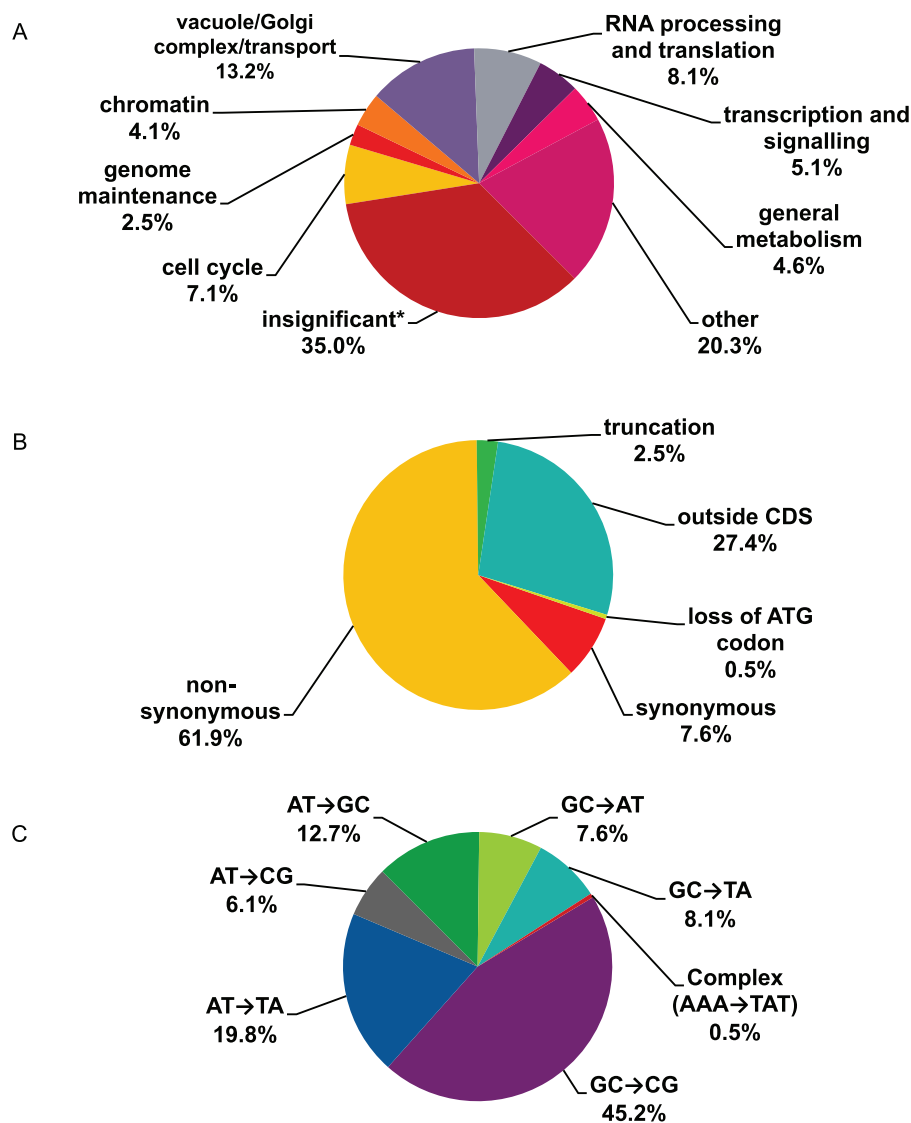 A
vacuole/Golgi
complex/transport
13.2%
RNA processing
and translation
8.1%
chromatin
4.1%
transcription and
signalling
5.1%
genome
maintenance
2.5%
general
metabolism
4.6%
cell cycle
7.1%
insignificant*
35.0%
other
20.3%
B
truncation
2.5%
outside CDS
27.4%
loss of ATG
codon
0.5%
non-
synonymous
61.9%
synonymous
7.6%
C
AT→GC
12.7%
GC→AT
7.6%
AT→CG
6.1%
GC→TA
8.1%
AT→TA
19.8%
Complex
(AAA→TAT)
0.5%
GC→CG
45.2%